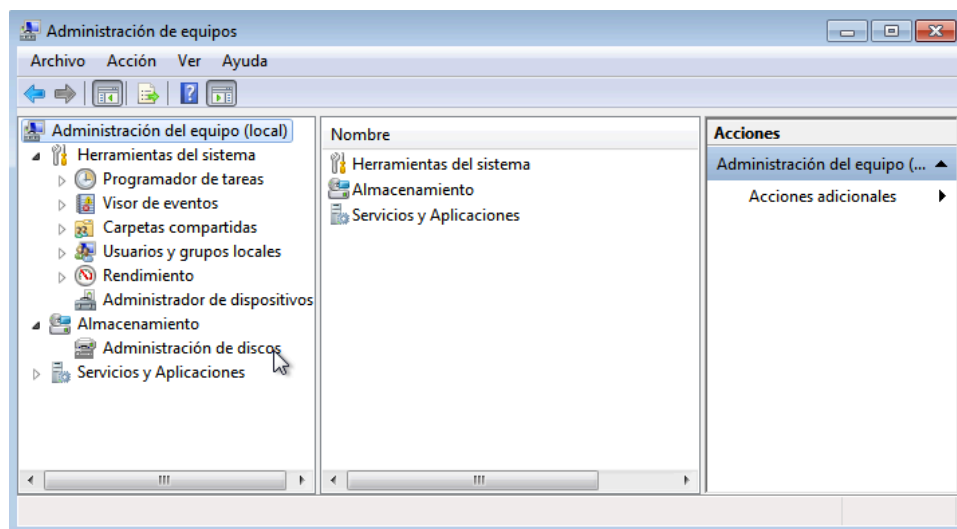 Administración de equipos
Archivo Acción Ver Ayuda
Administración del equipo (local)
Herramientas del sistema
Programador de tareas
Visor de eventos
Carpetas compartidas
Usuarios y grupos locales
Rendimiento
Administrador de dispositivos
Almacenamiento
Administración de discos
Servicios y Aplicaciones
Nombre
Herramientas del sistema
Almacenamiento
Servicios y Aplicaciones
Acciones
Administración del equipo (...
Acciones adicionales